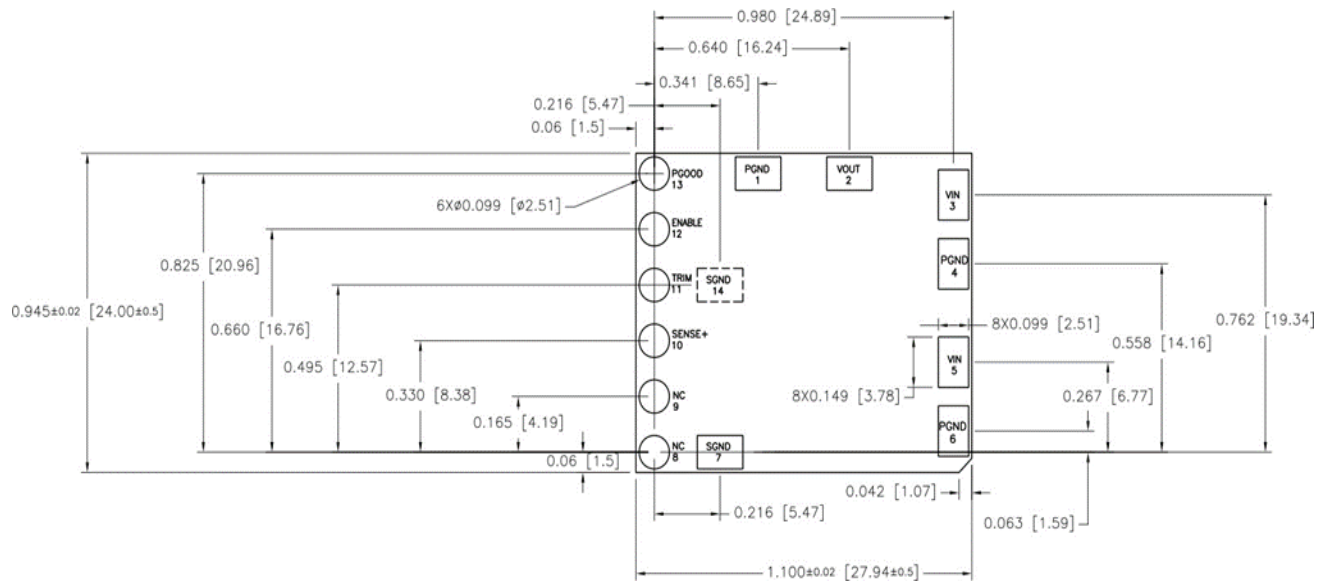 0.980 [24.89]
0.640 [16.24]
0.341 [8.65]
0.216 [5.47]
0.06 [1.5]
PGOOD
13
PGND
1
VOUT
2
VIN
3
6XØ0.099 [Ø2.51]
ENABLE
12
0.825 [20.96]
PGND
4
TRIM
11
SGND
14
0.945±0.02 [24.00±0.5]
0.660 [16.76]
8X0.099 [2.51]
0.762 [19.34]
SENSE+
10
0.558 [14.16]
0.495 [12.57]
VIN
5
0.330 [8.38]
8X0.149 [3.78]
0.267 [6.77]
NC
9
0.165 [4.19]
PGND
6
NC
8
SGND
7
0.06 [1.5]
0.042 [1.07]
0.216 [5.47]
0.063 [1.59]
1.100±0.02 [27.94±0.5]